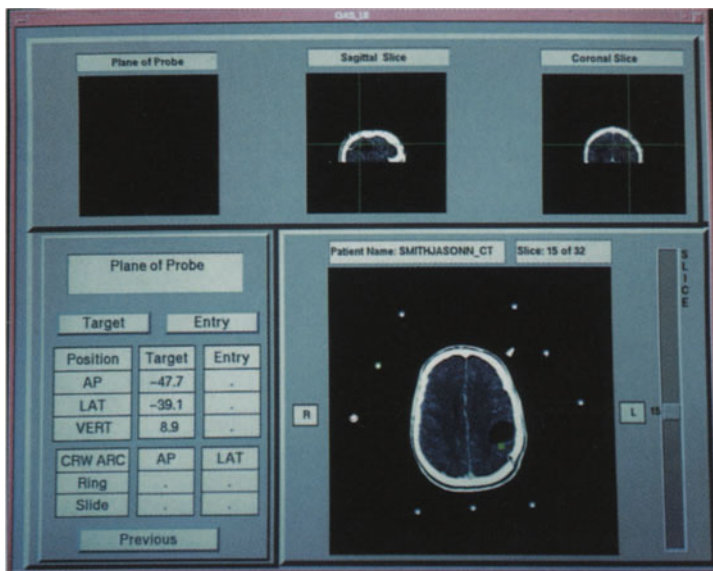 Plane of Probe
Sagittal Slice
Coronal Slice
Plane of Probe
Target
Entry
Position Target Entry
AP -47.7 .
LAT -39.1 .
VERT 8.9 .
CRW ARC AP LAT
Ring . .
Slide . .
Previous
Patient Name: SMITHJASONN_CT
Slice: 15 of 32
R
L
15
SLICE